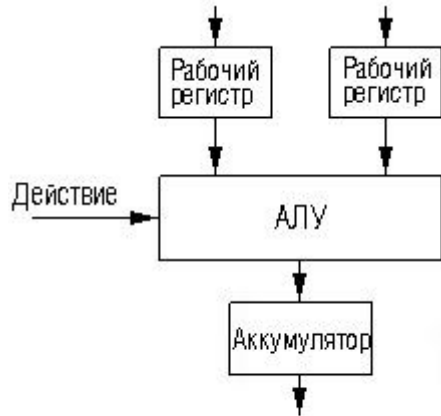 Рабочий
регистр
Рабочий
регистр
Действие
АЛУ
Аккумулятор